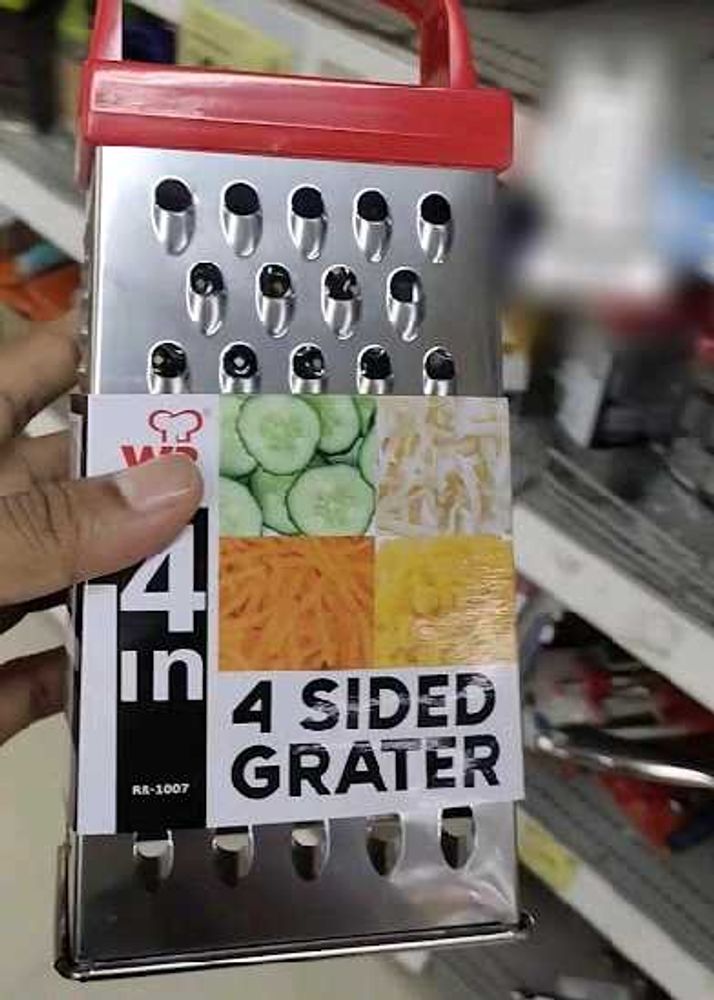 4
in
RR-1007
4 SIDED
GRATER